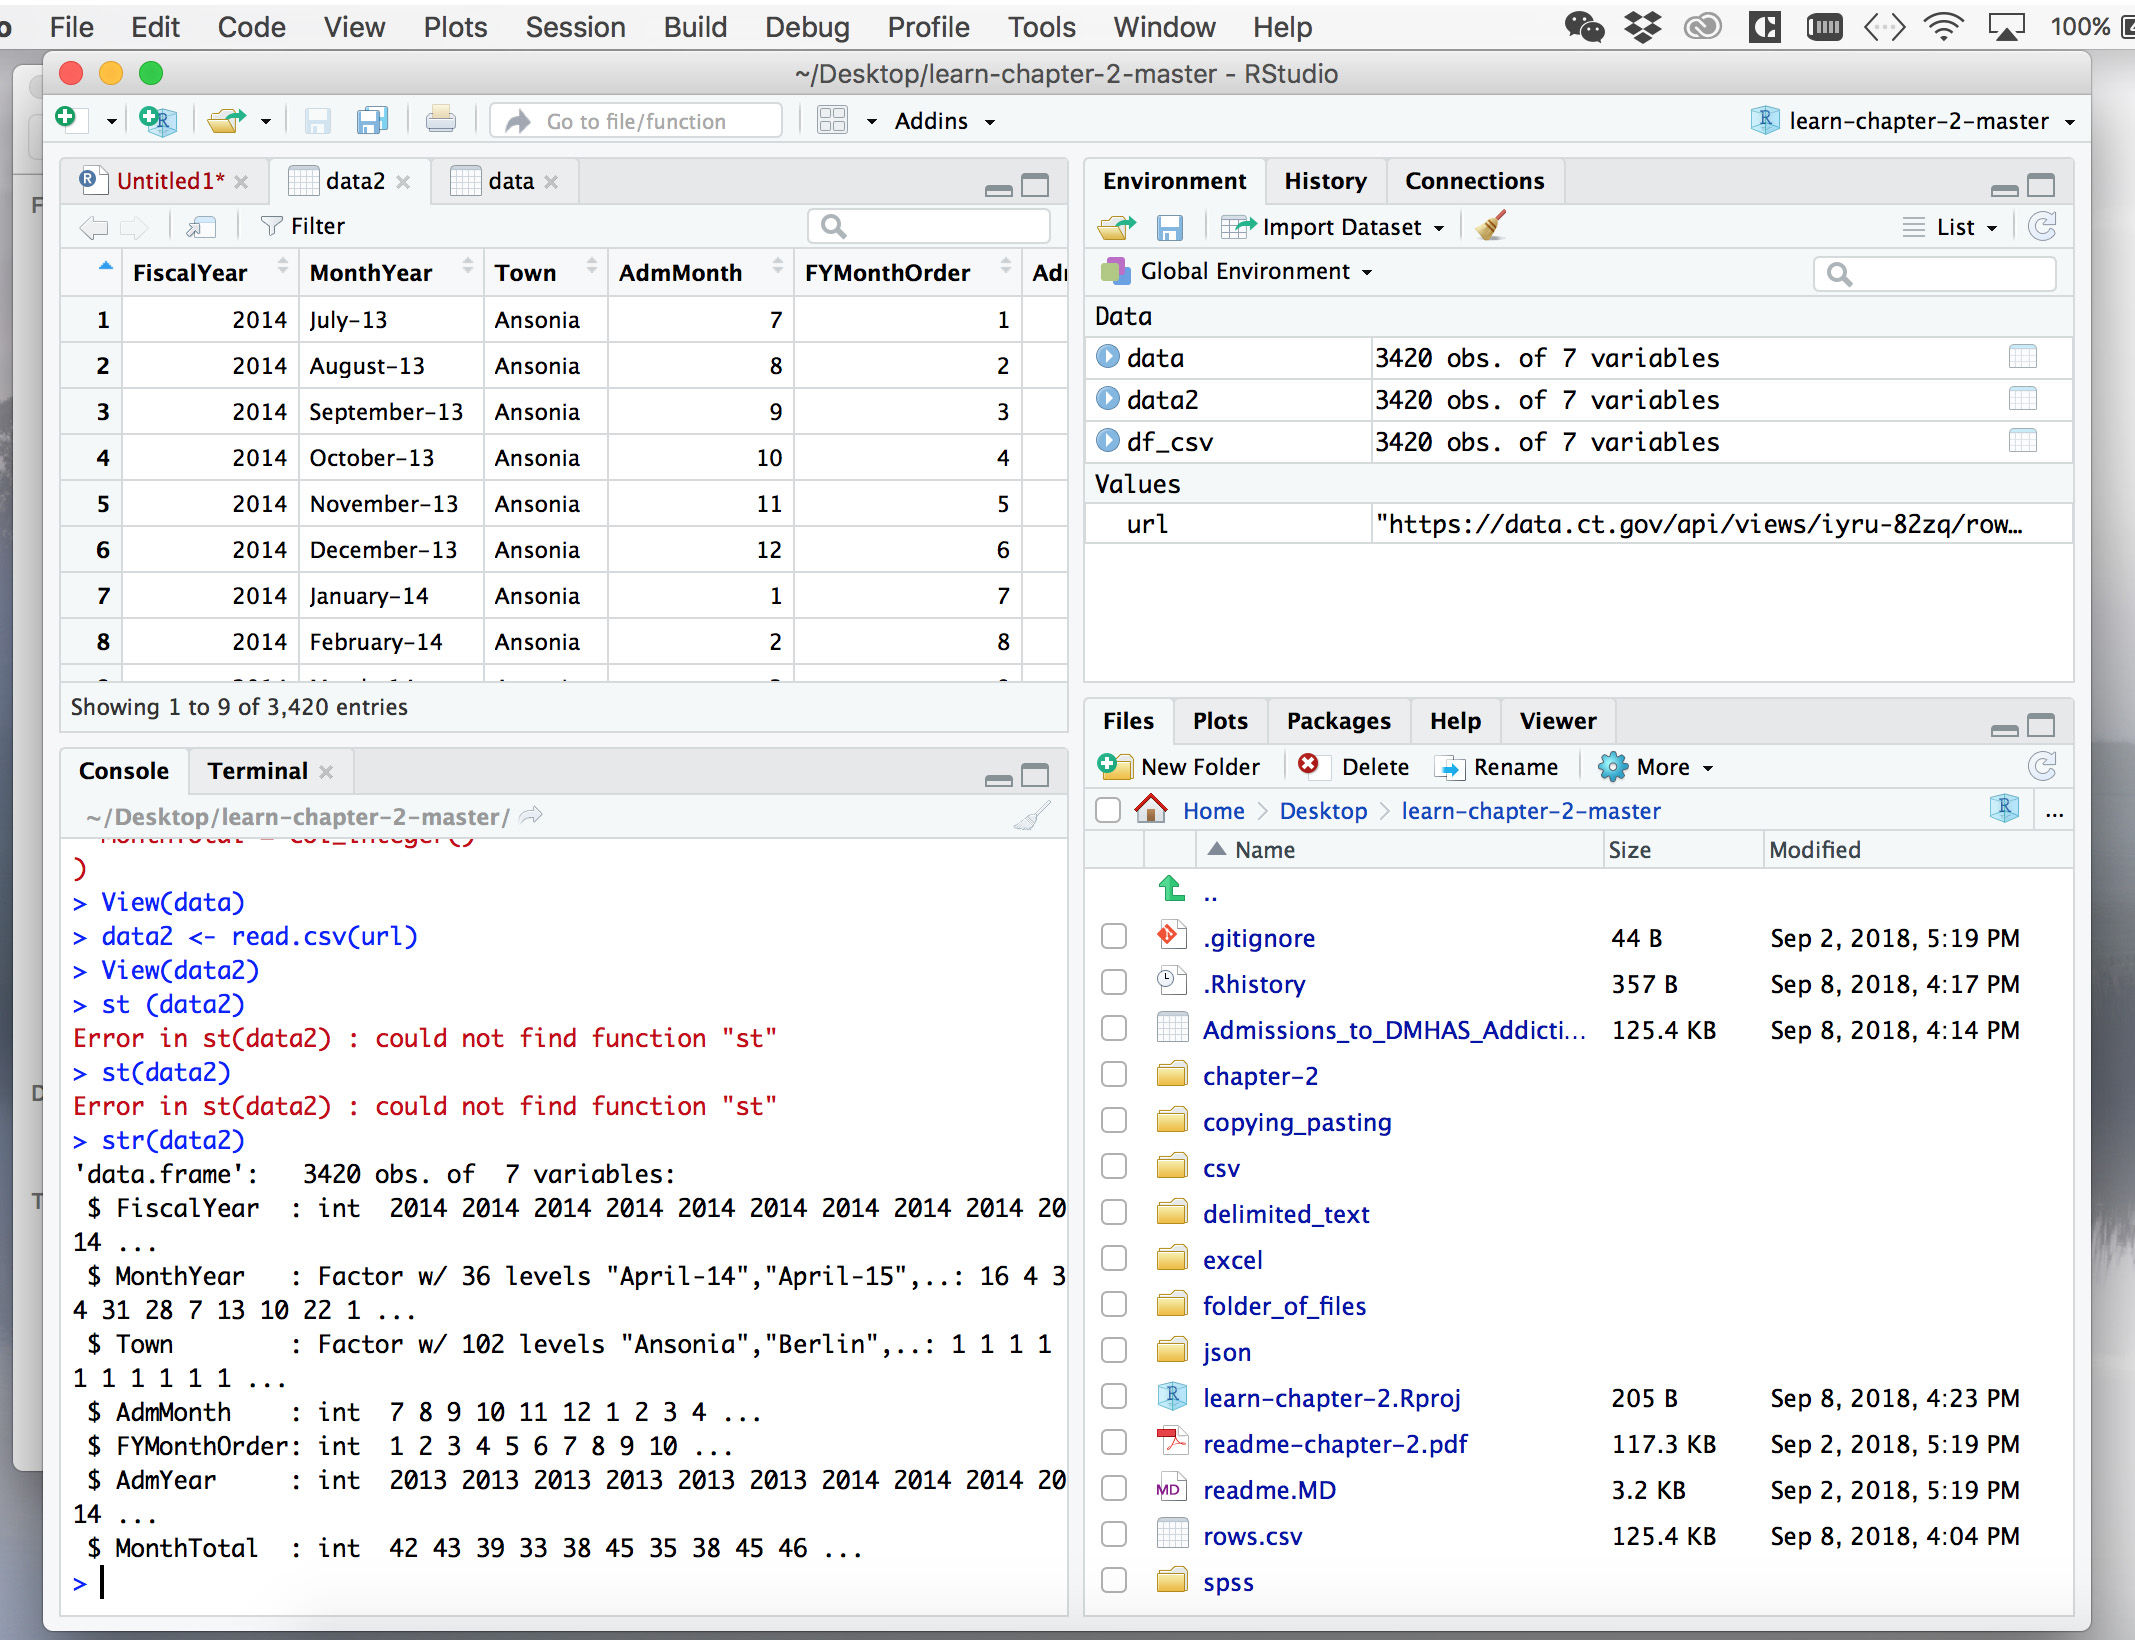 File Edit Code View Plots Session Build Debug Profile Tools Window Help 100%
~/Desktop/learn-chapter-2-master - RStudio
Go to file/function Addins learn-chapter-2-master
Untitled1* data2 data
Filter
FiscalYear MonthYear Town AdmMonth FYMonthOrder
1 2014 July-13 Ansonia 7 1
2 2014 August-13 Ansonia 8 2
3 2014 September-13 Ansonia 9 3
4 2014 October-13 Ansonia 10 4
5 2014 November-13 Ansonia 11 5
6 2014 December-13 Ansonia 12 6
7 2014 January-14 Ansonia 1 7
8 2014 February-14 Ansonia 2 8
Showing 1 to 9 of 3,420 entries
Console Terminal
~/Desktop/learn-chapter-2-master/
MonthTotal = col_integer()
)
> View(data)
> data2 <- read.csv(url)
> View(data2)
> st (data2)
Error in st(data2) : could not find function "st"
> st(data2)
Error in st(data2) : could not find function "st"
> str(data2)
'data.frame': 3420 obs. of 7 variables:
$ FiscalYear : int 2014 2014 2014 2014 2014 2014 2014 2014 2014 20
14 ...
$ MonthYear : Factor w/ 36 levels "April-14","April-15",..: 16 4 3
4 31 28 7 13 10 22 1 ...
$ Town : Factor w/ 102 levels "Ansonia","Berlin",..: 1 1 1 1
1 1 1 1 1 1 ...
$ AdmMonth : int 7 8 9 10 11 12 1 2 3 4 ...
$ FYMonthOrder: int 1 2 3 4 5 6 7 8 9 10 ...
$ AdmYear : int 2013 2013 2013 2013 2013 2013 2014 2014 2014 20
14 ...
$ MonthTotal : int 42 43 39 33 38 45 35 38 45 46 ...
>
Environment History Connections
Import Dataset List
Global Environment
Data
data 3420 obs. of 7 variables
data2 3420 obs. of 7 variables
df_csv 3420 obs. of 7 variables
Values
url "https://data.ct.gov/api/views/iyru-82zq/row…
Files Plots Packages Help Viewer
New Folder Delete Rename More
Home Desktop learn-chapter-2-master ...
Name Size Modified
..
.gitignore 44 B Sep 2, 2018, 5:19 PM
.Rhistory 357 B Sep 8, 2018, 4:17 PM
Admissions_to_DMHAS_Addicti... 125.4 KB Sep 8, 2018, 4:14 PM
chapter-2
copying_pasting
csv
delimited_text
excel
folder_of_files
json
learn-chapter-2.Rproj 205 B Sep 8, 2018, 4:23 PM
readme-chapter-2.pdf 117.3 KB Sep 2, 2018, 5:19 PM
readme.MD 3.2 KB Sep 2, 2018, 5:19 PM
rows.csv 125.4 KB Sep 8, 2018, 4:04 PM
spss